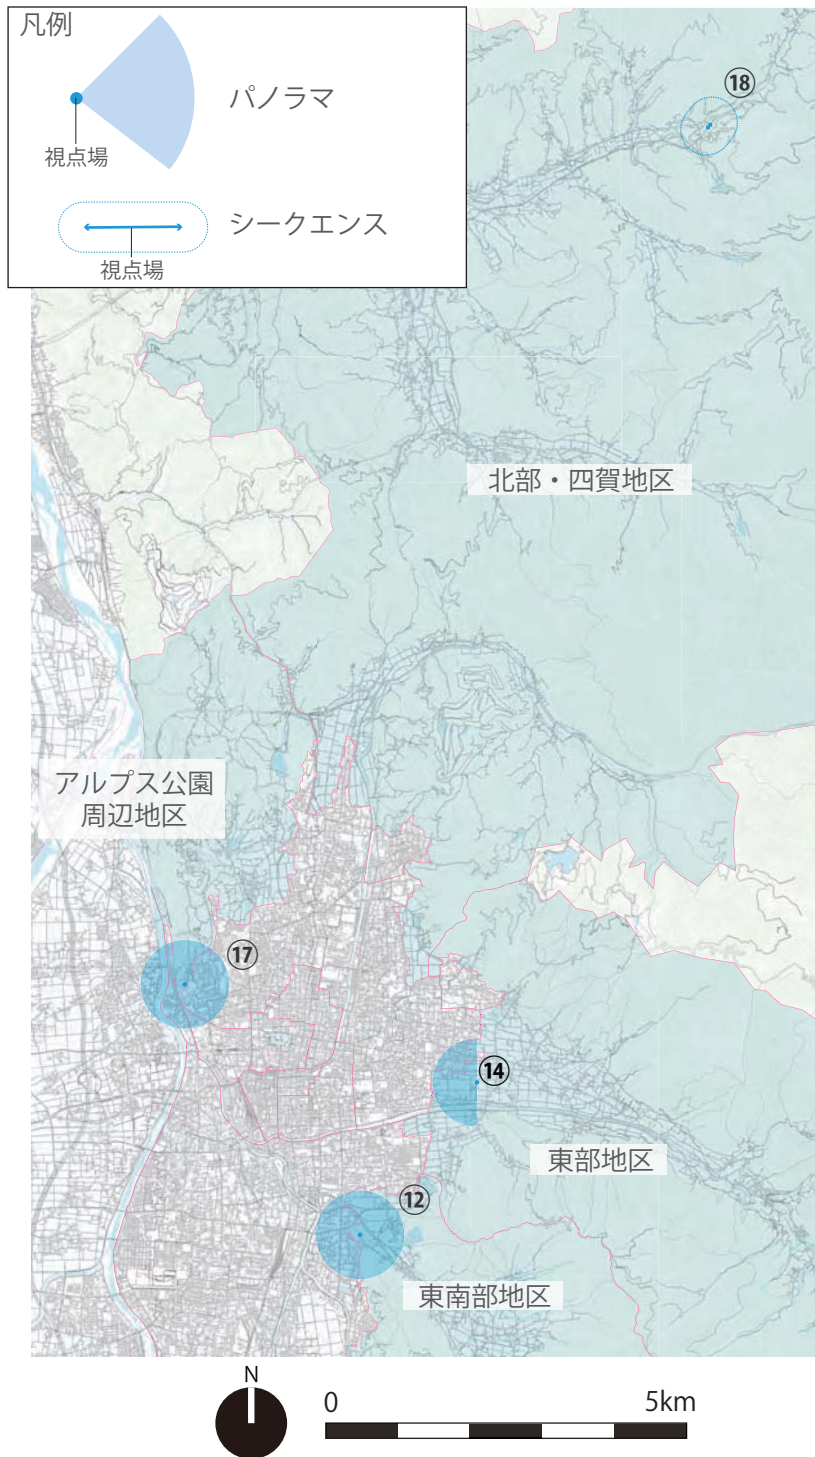 凡例
パノラマ
視点場
シークエンス
視点場
⑱
北部・四賀地区
アルプス公園
周辺地区
⑰
⑭
東部地区
⑫
東南部地区
N
0
5km